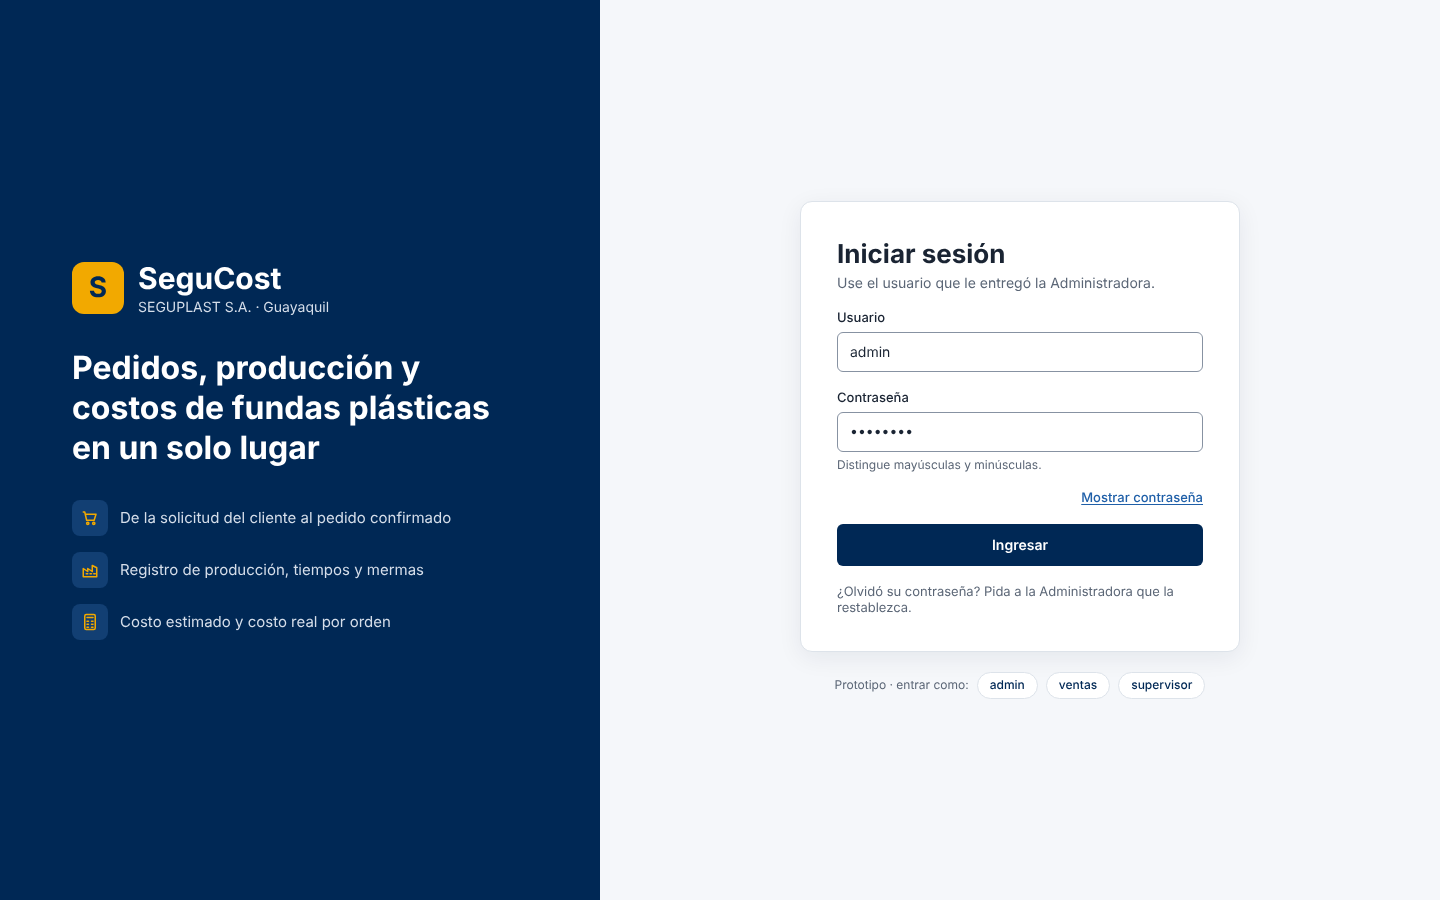 S
SeguCost
SEGUPLAST S.A. · Guayaquil
Pedidos, producción y
costos de fundas plásticas
en un solo lugar
De la solicitud del cliente al pedido confirmado
Registro de producción, tiempos y mermas
Costo estimado y costo real por orden
Iniciar sesión
Use el usuario que le entregó la Administradora.
Usuario
admin
Contraseña
••••••••
Distingue mayúsculas y minúsculas.
Mostrar contraseña
Ingresar
¿Olvidó su contraseña? Pida a la Administradora que la
restablezca.
Prototipo · entrar como: admin ventas supervisor